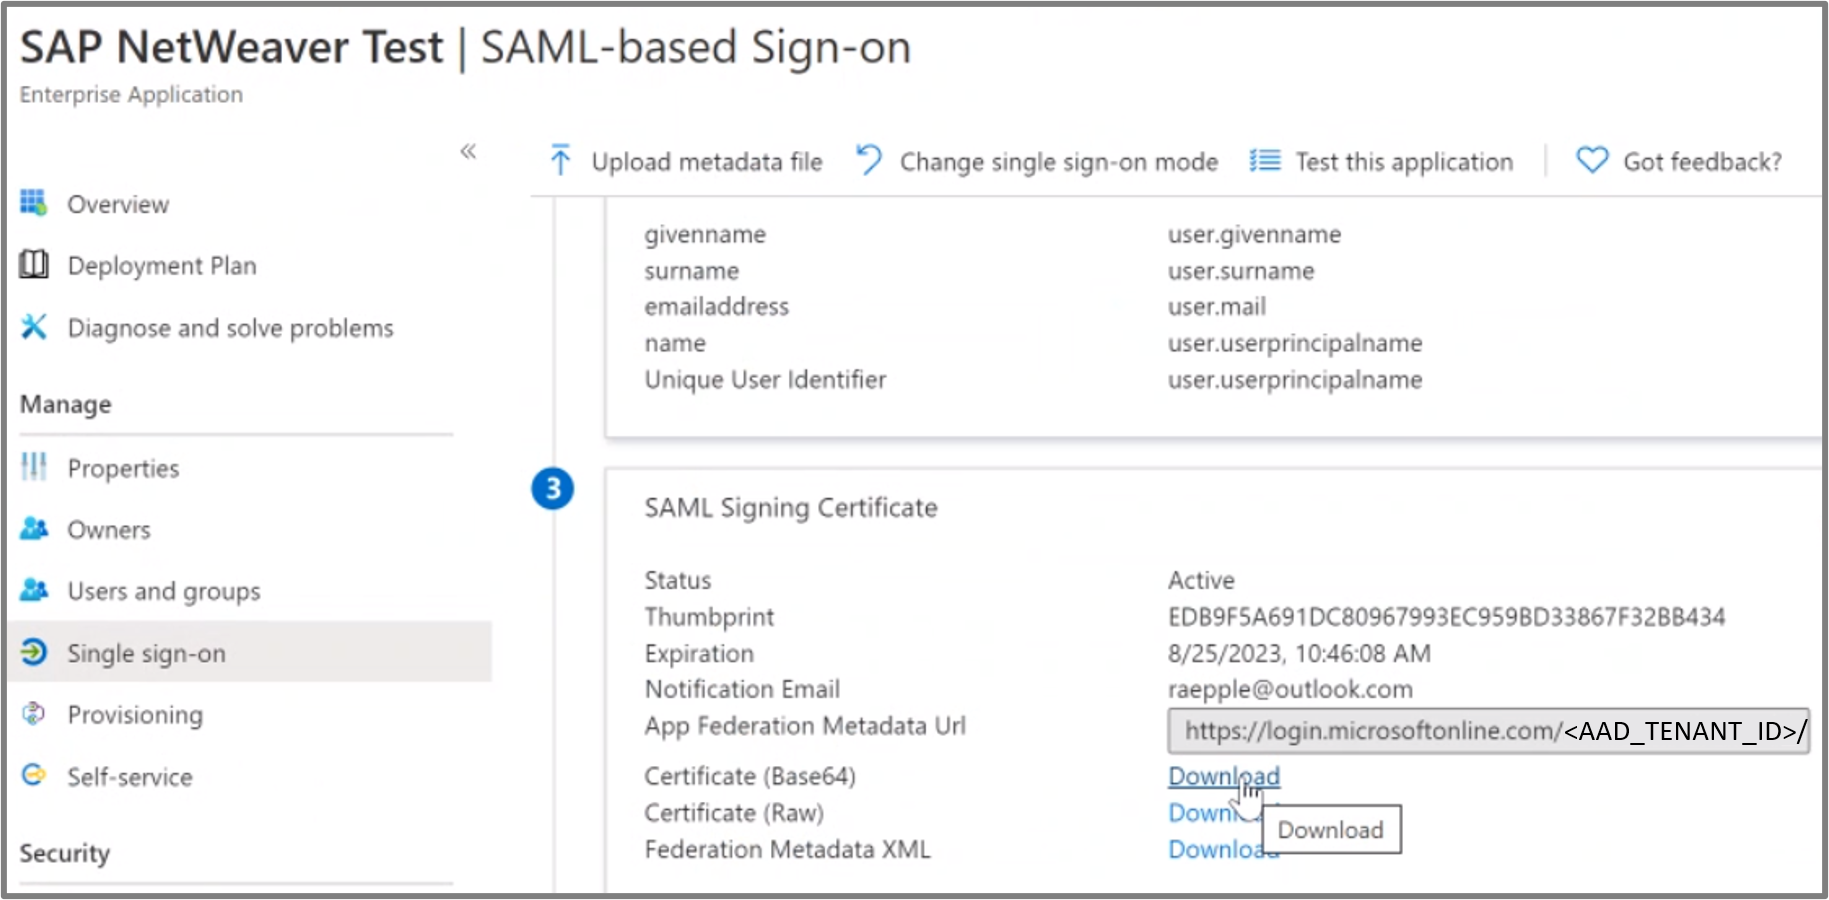 SAP NetWeaver Test | SAML-based Sign-on
Enterprise Application
«
Upload metadata file
Change single sign-on mode
Test this application
Got feedback?
Overview
Deployment Plan
Diagnose and solve problems
Manage
Properties
Owners
Users and groups
Single sign-on
Provisioning
Self-service
Security
givenname user.givenname
surname user.surname
emailaddress user.mail
name user.userprincipalname
Unique User Identifier user.userprincipalname
3
SAML Signing Certificate
Status Active
Thumbprint EDB9F5A691DC80967993EC959BD33867F32BB434
Expiration 8/25/2023, 10:46:08 AM
Notification Email raepple@outlook.com
App Federation Metadata Url https://login.microsoftonline.com/<AAD_TENANT_ID>/
Certificate (Base64) Download
Certificate (Raw) Down
Download
Federation Metadata XML Download